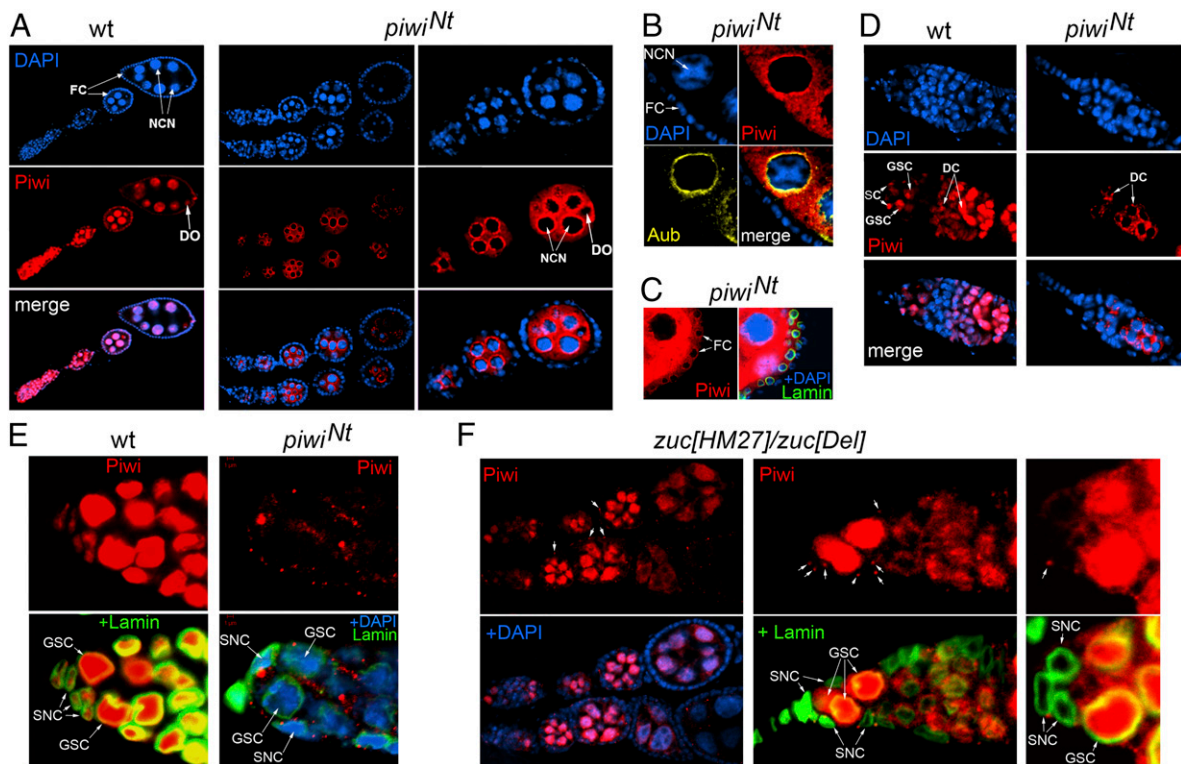 A
wt
piwiNt
DAPI
FC
NCN
Piwi
DO
NCN
DO
merge
B
piwiNt
NCN
FC
DAPI
Piwi
Aub
merge
C
piwiNt
FC
Piwi
+DAPI
Lamin
D
wt
piwiNt
DAPI
GSC
DC
SC
GSC
Piwi
DC
merge
E
wt
piwiNt
Piwi
Piwi
+Lamin
GSC
SNC
GSC
+DAPI
Lamin
SNC
GSC
GSC
SNC
F
zuc[HM27]/zuc[Del]
Piwi
Piwi
+DAPI
+ Lamin
GSC
SNC
SNC
SNC
SNC
GSC